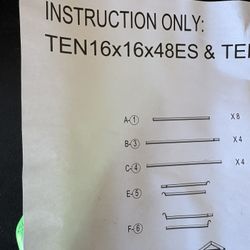 INSTRUCTION ONLY:
TEN16x16x48ES & TE
A-① X 8
B-③ X 4
C-④ X 4
E-⑤
F-⑥